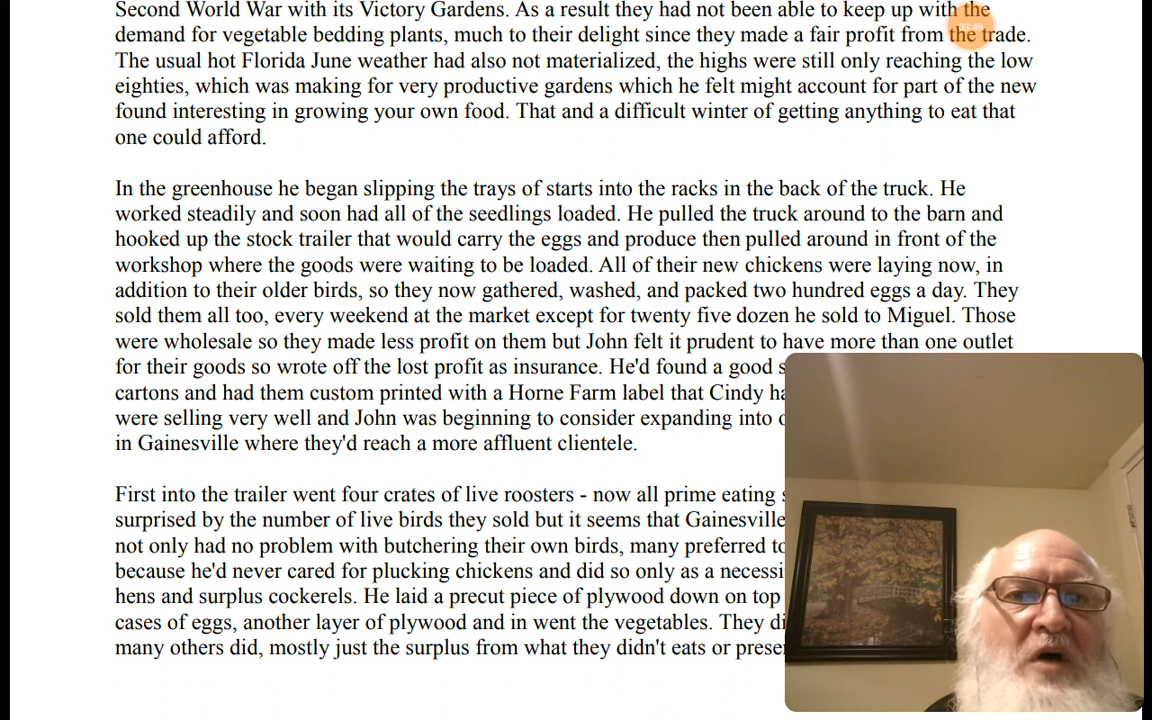 Second World War with its Victory Gardens. As a result they had not been able to keep up with the
demand for vegetable bedding plants, much to their delight since they made a fair profit from the trade.
The usual hot Florida June weather had also not materialized, the highs were still only reaching the low
eighties, which was making for very productive gardens which he felt might account for part of the new
found interesting in growing your own food. That and a difficult winter of getting anything to eat that
one could afford.
In the greenhouse he began slipping the trays of starts into the racks in the back of the truck. He
worked steadily and soon had all of the seedlings loaded. He pulled the truck around to the barn and
hooked up the stock trailer that would carry the eggs and produce then pulled around in front of the
workshop where the goods were waiting to be loaded. All of their new chickens were laying now, in
addition to their older birds, so they now gathered, washed, and packed two hundred eggs a day. They
sold them all too, every weekend at the market except for twenty five dozen he sold to Miguel. Those
were wholesale so they made less profit on them but John felt it prudent to have more than one outlet
for their goods so wrote off the lost profit as insurance. He'd found a good
cartons and had them custom printed with a Horne Farm label that Cindy
were selling very well and John was beginning to consider expanding into
in Gainesville where they'd reach a more affluent clientele.
First into the trailer went four crates of live roosters - now all prime eating
surprised by the number of live birds they sold but it seems that Gainesville
not only had no problem with butchering their own birds, many preferred
because he'd never cared for plucking chickens and did so only as a
hens and surplus cockerels. He laid a precut piece of plywood down on top
cases of eggs, another layer of plywood and in went the vegetables. They
many others did, mostly just the surplus from what they didn't eats or